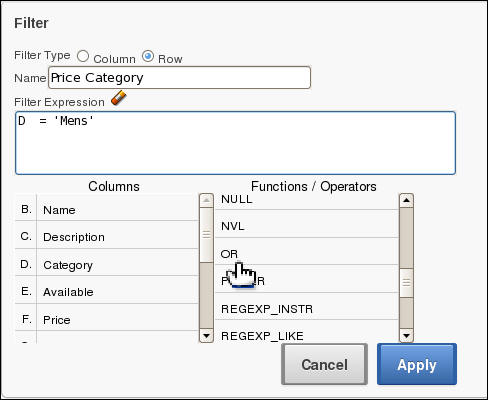 Filter
Filter Type Column Row
Name Price Category
Filter Expression
D = 'Mens'
Columns
B. Name
C. Description
D. Category
E. Available
F. Price
Functions / Operators
NULL
NVL
OR
REGEXP_INSTR
REGEXP_LIKE
Cancel Apply